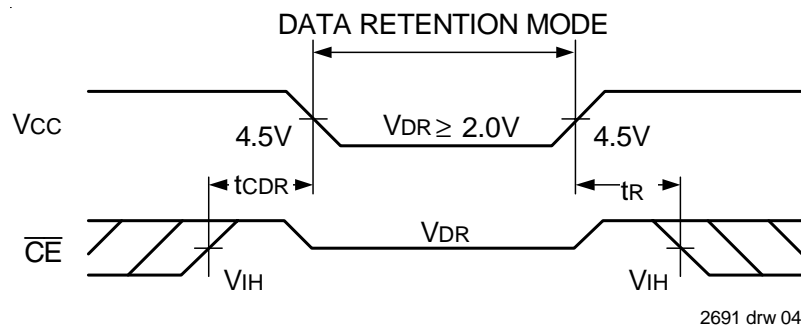 DATA RETENTION MODE
VCC
4.5V
VDR ≥ 2.0V
4.5V
tCDR
tR
CE
VDR
VIH
VIH
2691 drw 04